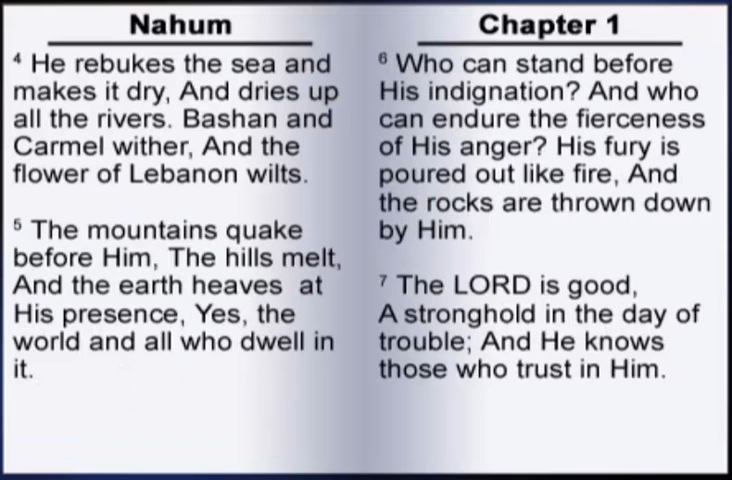 Nahum
⁴ He rebukes the sea and
makes it dry, And dries up
all the rivers. Bashan and
Carmel wither, And the
flower of Lebanon wilts.
⁵ The mountains quake
before Him, The hills melt,
And the earth heaves at
His presence, Yes, the
world and all who dwell in
it.
Chapter 1
⁶ Who can stand before
His indignation? And who
can endure the fierceness
of His anger? His fury is
poured out like fire, And
the rocks are thrown down
by Him.
⁷ The LORD is good,
A stronghold in the day of
trouble; And He knows
those who trust in Him.